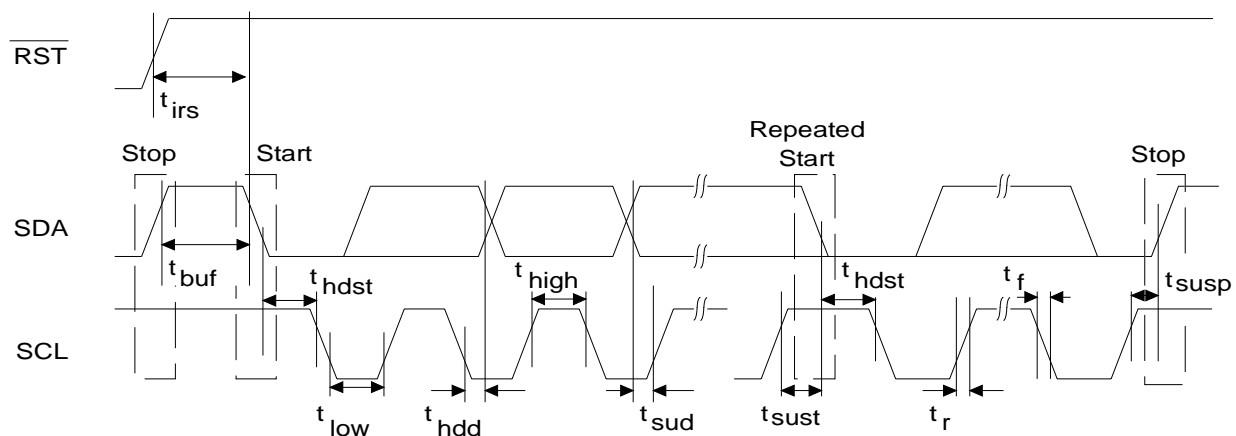 RST
t irs
Repeated
Stop Start Start Stop
SDA
t buf t hdst t high t hdst t f t susp
SCL
t low t hdd t sud t sust t r